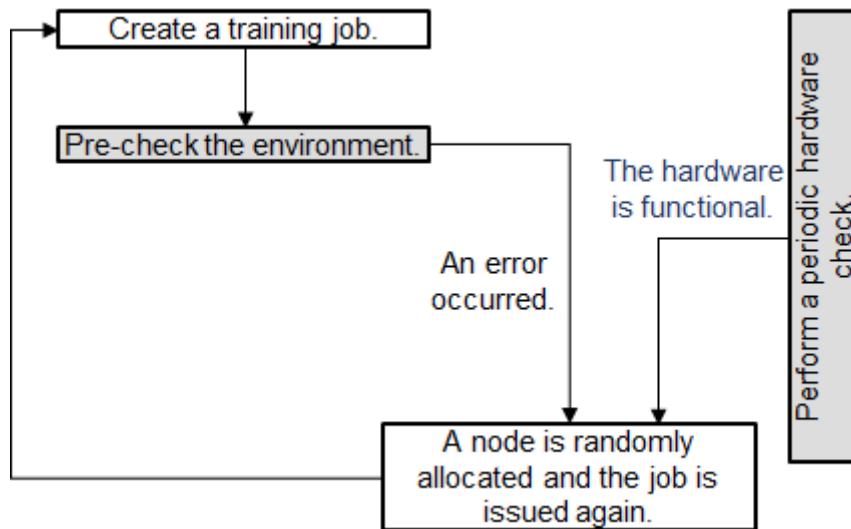 Create a training job.
Pre-check the environment.
The hardware
is functional.
An error
occurred.
Perform a periodic hardware
check.
A node is randomly
allocated and the job is
issued again.